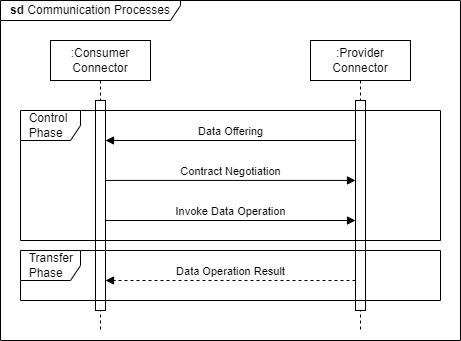 sd Communication Processes
:Consumer
Connector
:Provider
Connector
Control
Phase
Data Offering
Contract Negotiation
Invoke Data Operation
Transfer
Phase
Data Operation Result